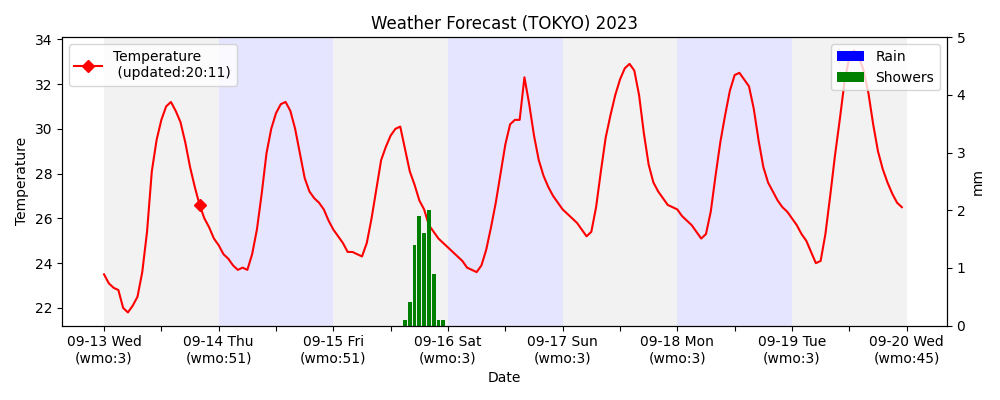 Weather Forecast (TOKYO) 2023
Temperature
(updated:20:11)
Rain
Showers
Temperature
34
32
30
28
26
24
22
5
4
3
2
1
0
mm
09-13 Wed
(wmo:3)
09-14 Thu
(wmo:51)
09-15 Fri
(wmo:51)
09-16 Sat
(wmo:3)
09-17 Sun
(wmo:3)
09-18 Mon
(wmo:3)
09-19 Tue
(wmo:3)
09-20 Wed
(wmo:45)
Date